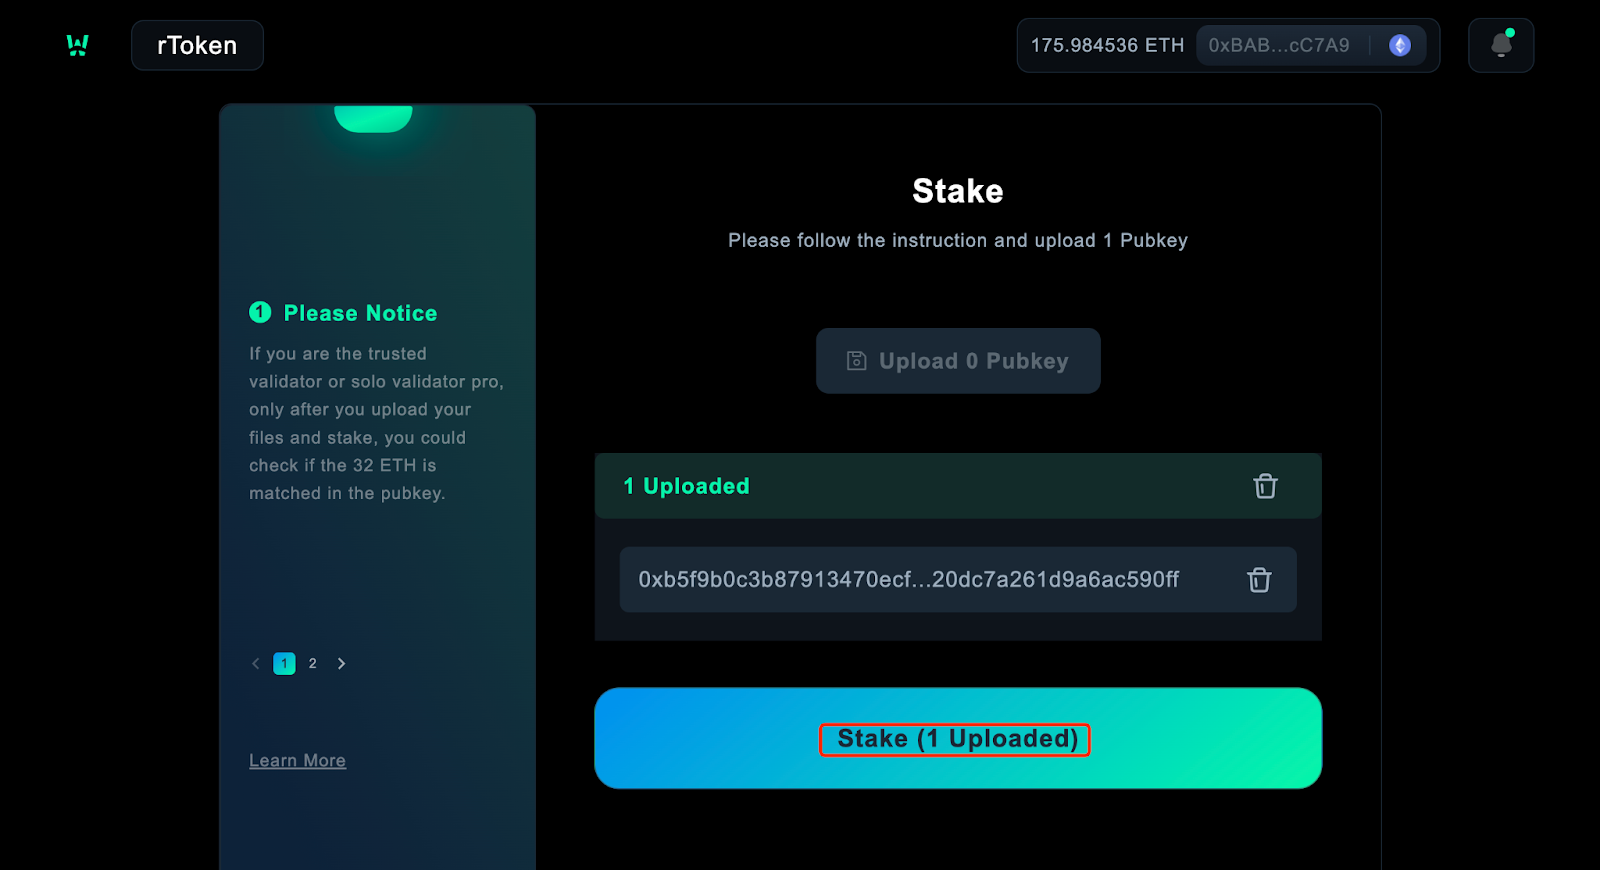 rToken
175.984536 ETH
0xBAB...cC7A9
Stake
Please follow the instruction and upload 1 Pubkey
1 Please Notice
If you are the trusted
validator or solo validator pro,
only after you upload your
files and stake, you could
check if the 32 ETH is
matched in the pubkey.
1 2
Learn More
Upload 0 Pubkey
1 Uploaded
0xb5f9b0c3b87913470ecf...20dc7a261d9a6ac590ff
Stake (1 Uploaded)